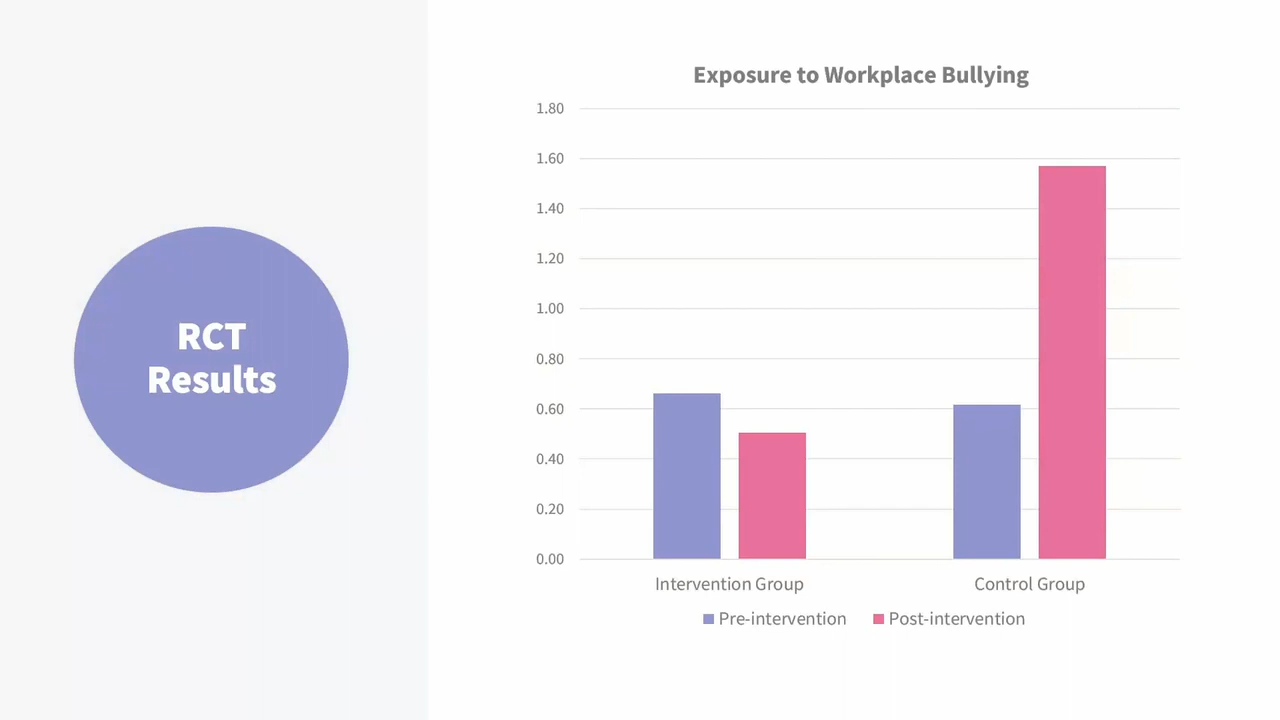 RCT
Results
Exposure to Workplace Bullying
1.80
1.60
1.40
1.20
1.00
0.80
0.60
0.40
0.20
0.00
Intervention Group
Control Group
Pre-intervention
Post-intervention